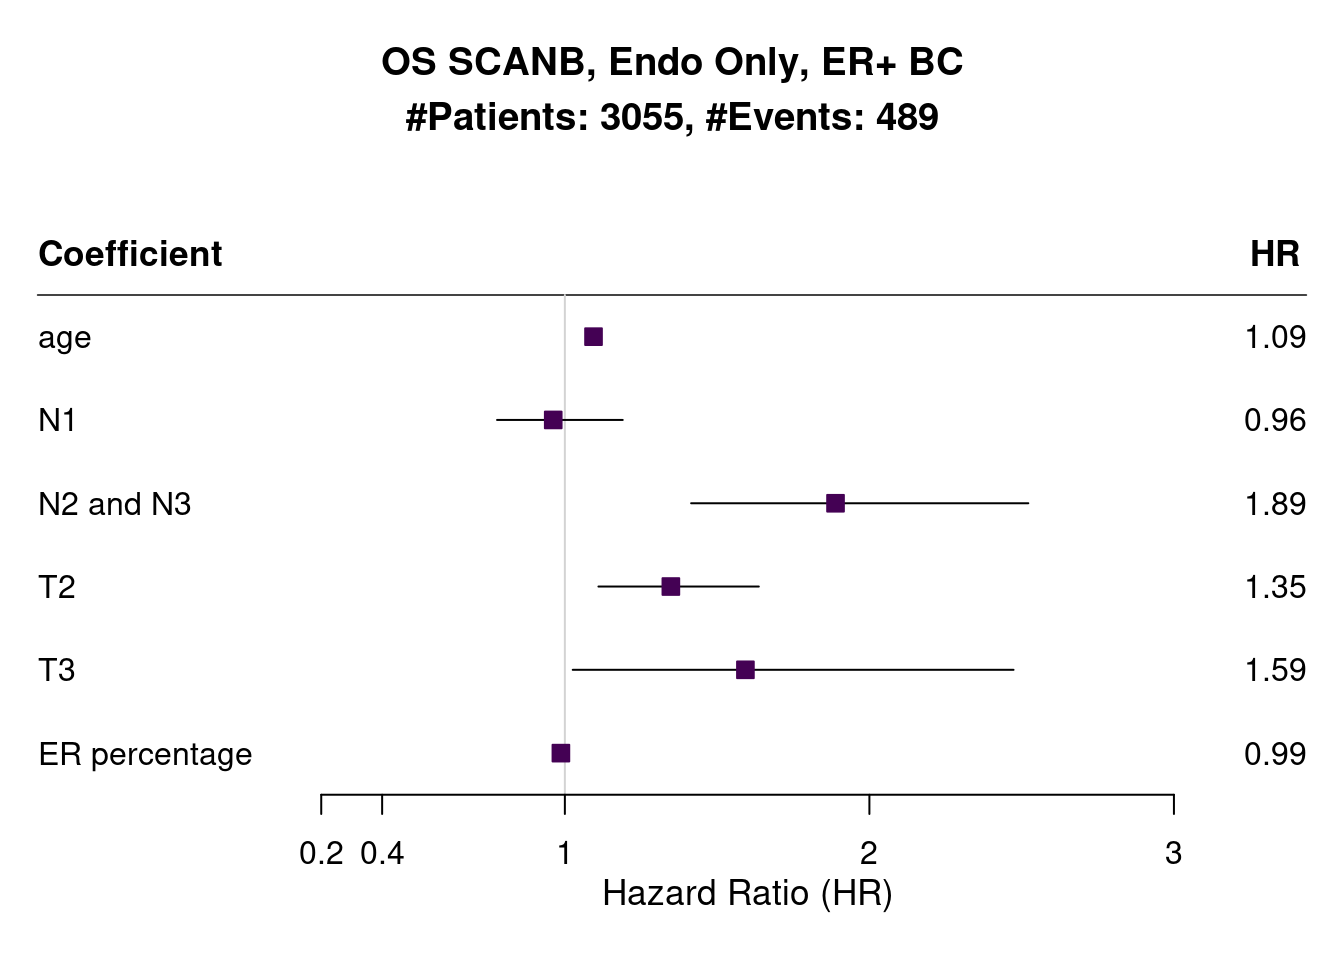 OS SCANB, Endo Only, ER+ BC
#Patients: 3055, #Events: 489
Coefficient HR
age 1.09
N1 0.96
N2 and N3 1.89
T2 1.35
T3 1.59
ER percentage 0.99
0.2 0.4 1 2 3
Hazard Ratio (HR)